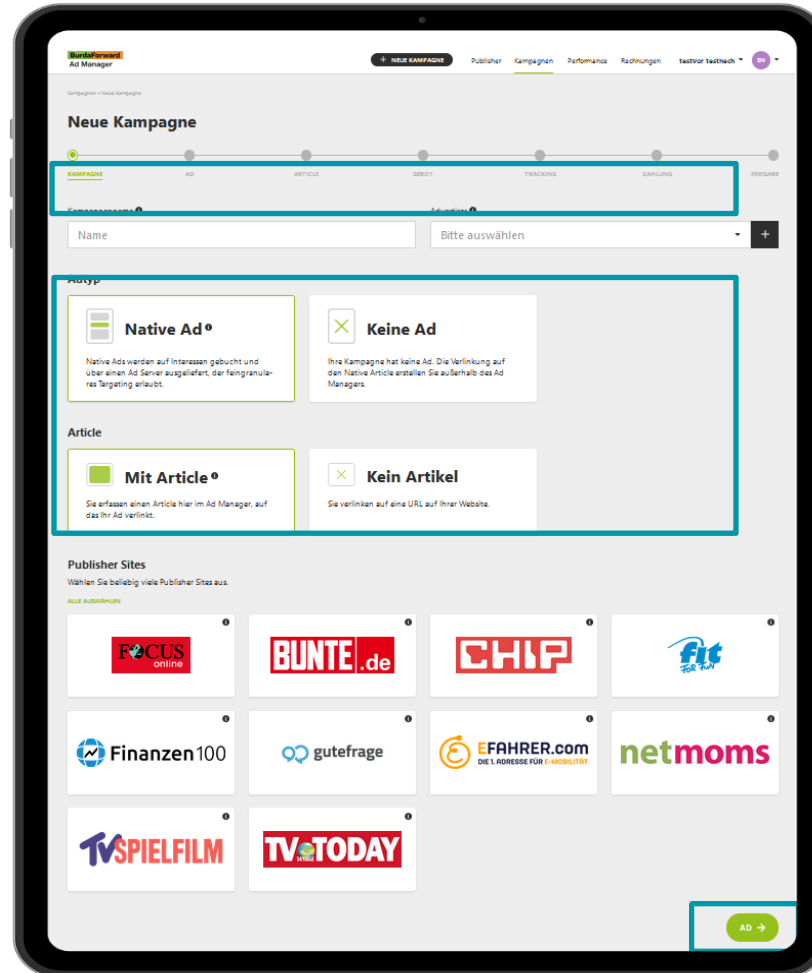 BurdaForward
Ad Manager
+ NEUE KAMPAGNE
Publisher
Kampagnen
Performance
Rechnungen
testvor testnach
SN
Kampagnen > Neue Kampagne
Neue Kampagne
KAMPAGNE
AD
ARTICLE
GEBOT
TRACKING
ZAHLUNG
FREIGABE
Name
Bitte auswählen
+
Adtyp
Native Ad
Native Ads werden auf Interessen gebucht und
über einen Ad Server ausgeliefert, der feingranula-
res Targeting erlaubt.
Keine Ad
Ihre Kampagne hat keine Ad. Die Verlinkung auf
den Native Article erstellen Sie außerhalb des Ad
Managers.
Article
Mit Article
Sie erfassen einen Article hier im Ad Manager, auf
das Ihr Ad verlinkt.
Kein Artikel
Sie verlinken auf eine URL auf Ihrer Website.
Publisher Sites
Wählen Sie beliebig viele Publisher Sites aus.
ALLE AUSWÄHLEN
FOCUS
online
BUNTE.de
CHIP
fit
FOR FUN
Finanzen100
gutefrage
EFAHRER.com
DIE 1. ADRESSE FÜR E-MOBILITÄT
netmoms
TVSPIELFILM
TV TODAY
AD →